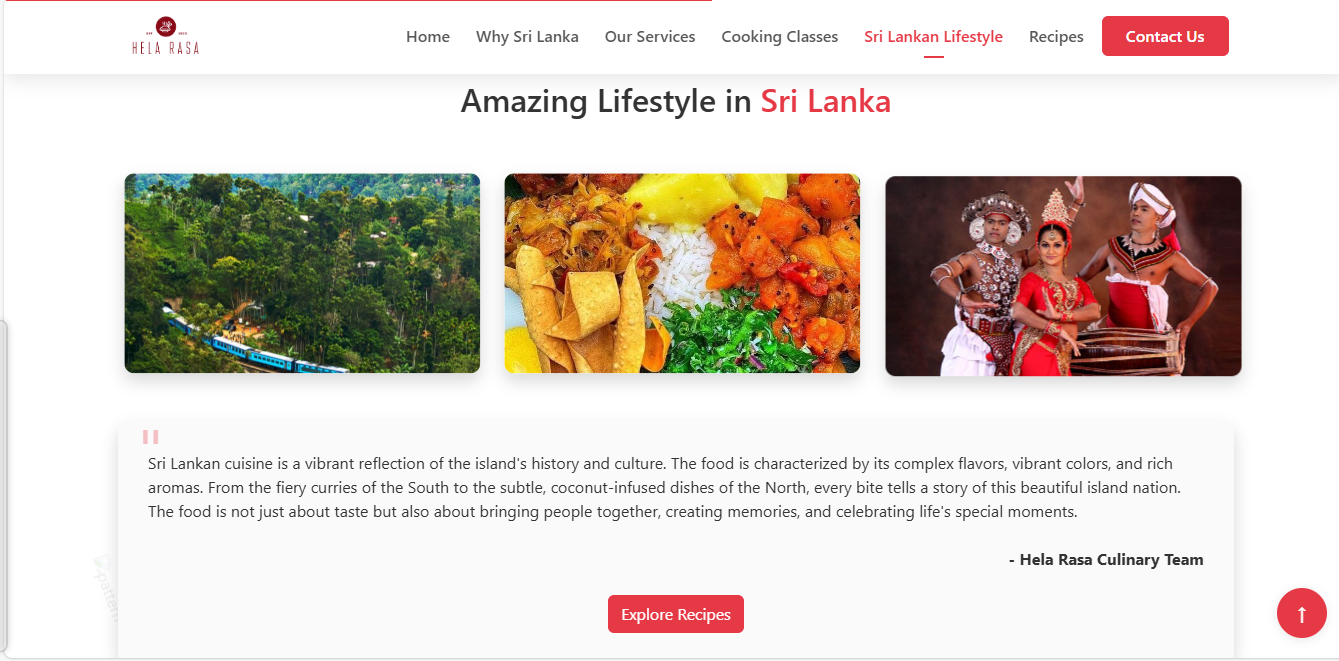 HELA RASA
Home Why Sri Lanka Our Services Cooking Classes Sri Lankan Lifestyle Recipes Contact Us
Amazing Lifestyle in Sri Lanka
"
Sri Lankan cuisine is a vibrant reflection of the island's history and culture. The food is characterized by its complex flavors, vibrant colors, and rich
aromas. From the fiery curries of the South to the subtle, coconut-infused dishes of the North, every bite tells a story of this beautiful island nation.
The food is not just about taste but also about bringing people together, creating memories, and celebrating life's special moments.
- Hela Rasa Culinary Team
pattern
Explore Recipes
↑